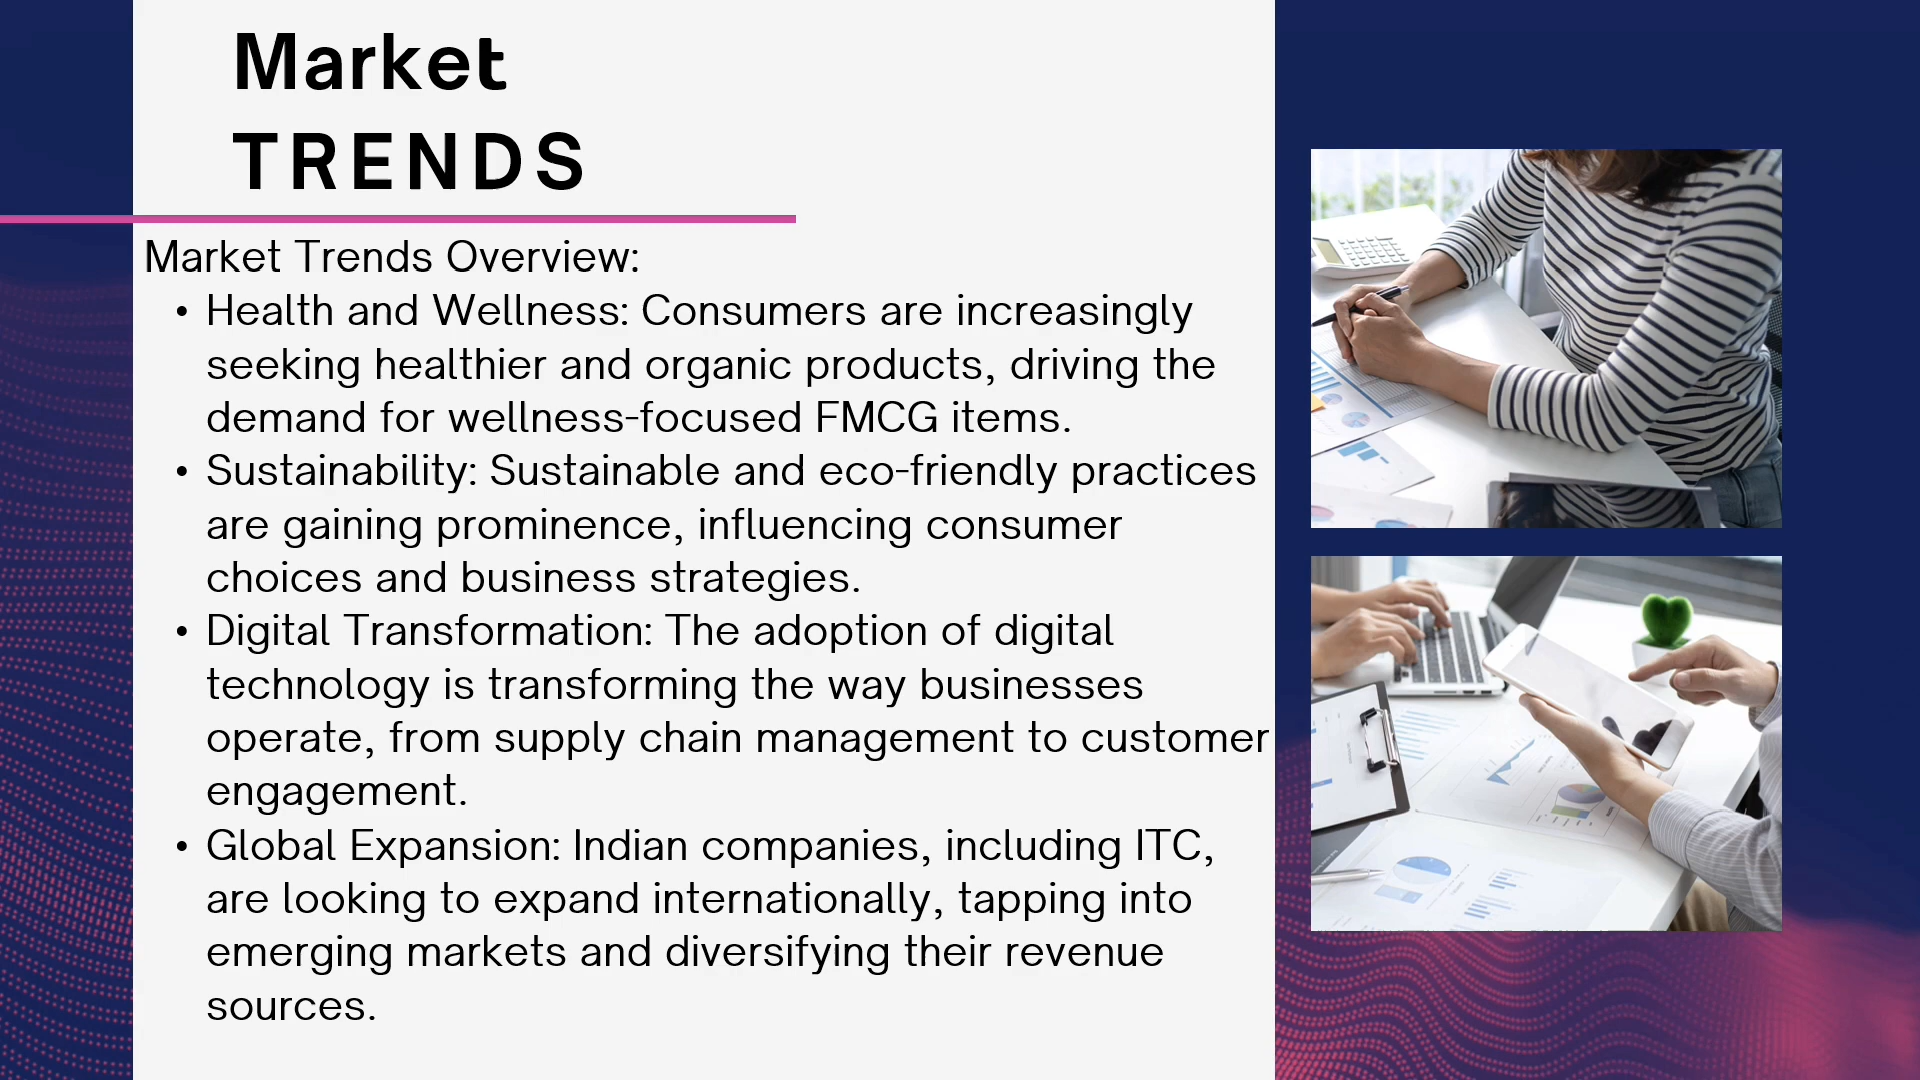 Market
TRENDS
Market Trends Overview:
• Health and Wellness: Consumers are increasingly
seeking healthier and organic products, driving the
demand for wellness-focused FMCG items.
• Sustainability: Sustainable and eco-friendly practices
are gaining prominence, influencing consumer
choices and business strategies.
• Digital Transformation: The adoption of digital
technology is transforming the way businesses
operate, from supply chain management to customer
engagement.
• Global Expansion: Indian companies, including ITC,
are looking to expand internationally, tapping into
emerging markets and diversifying their revenue
sources.